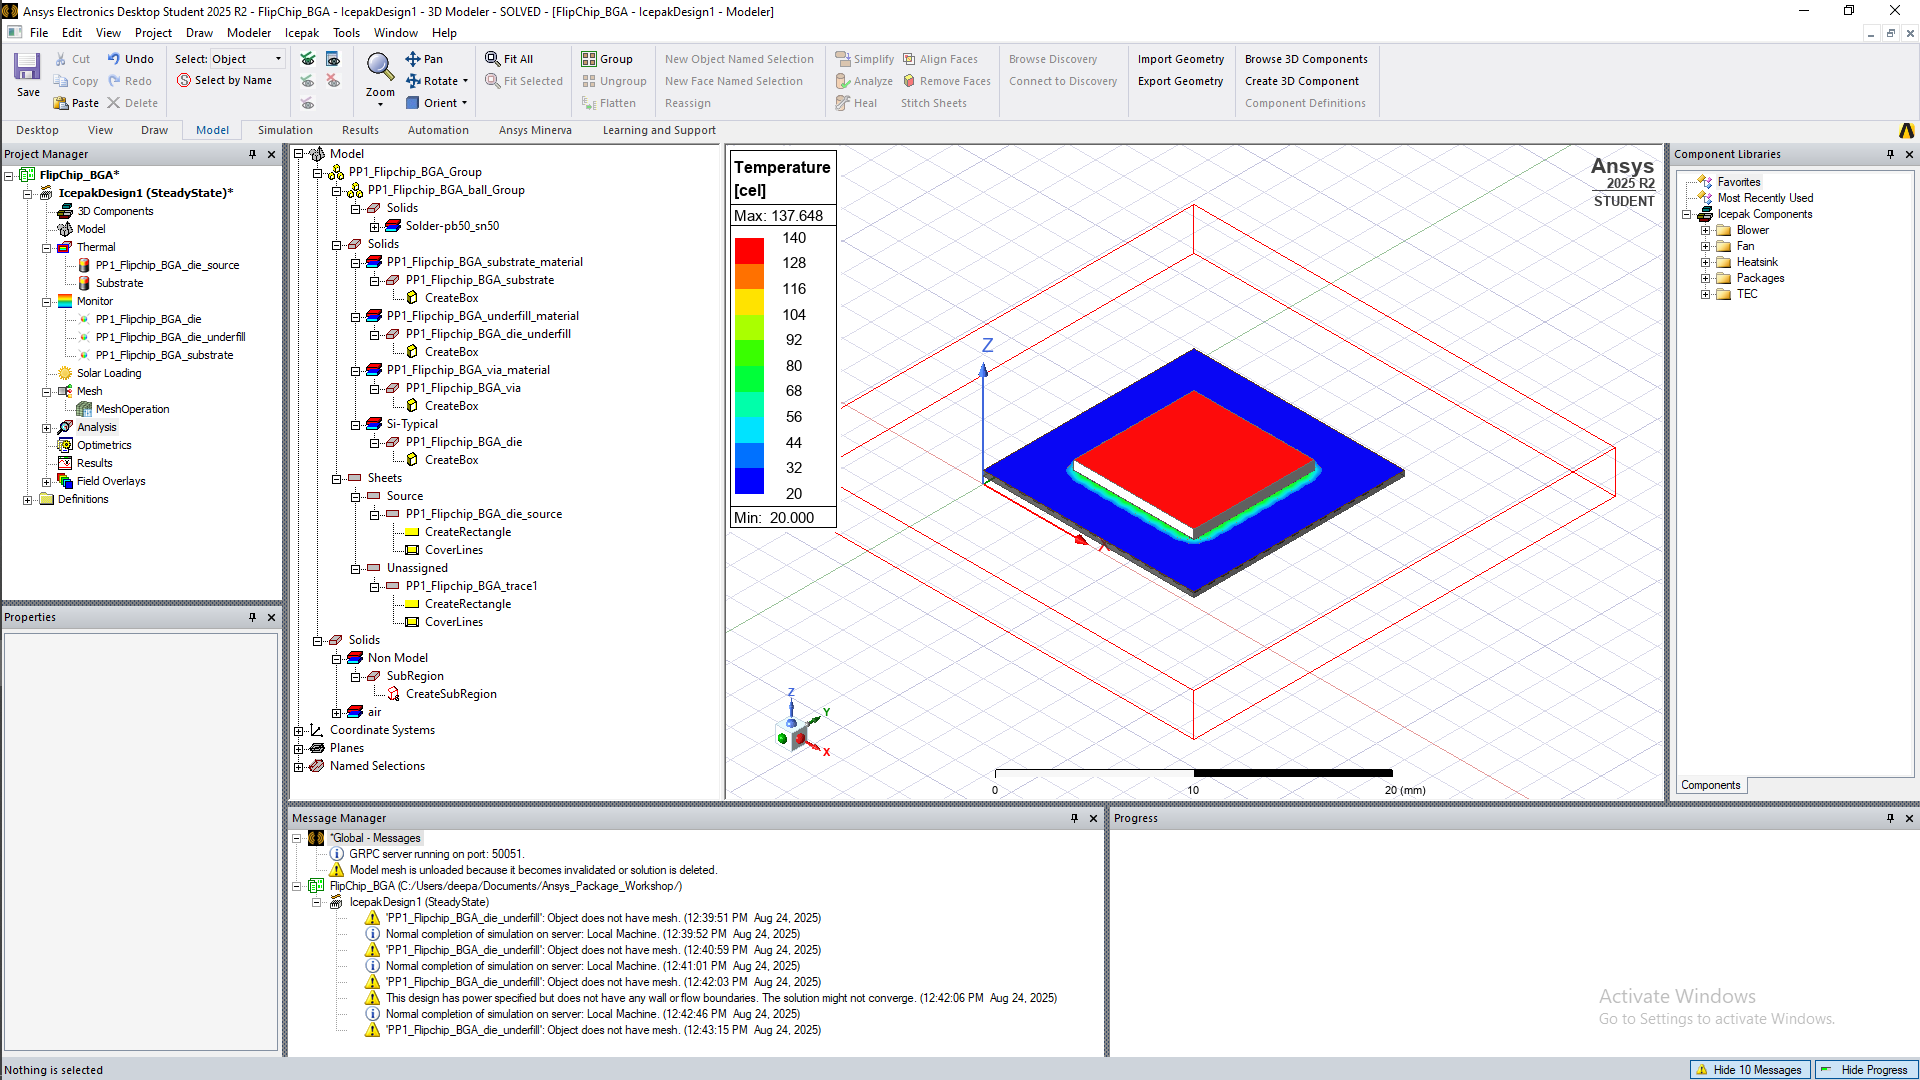 Ansys Electronics Desktop Student 2025 R2 - FlipChip_BGA - IcepakDesign1 - 3D Modeler - SOLVED - [FlipChip_BGA - IcepakDesign1 - Modeler]
File Edit View Project Draw Modeler Icepak Tools Window Help
Save
Cut
Copy
Paste
Undo
Redo
Delete
Select: Object
Select by Name
Zoom
Pan
Rotate
Orient
Fit All
Fit Selected
Group
Ungroup
Flatten
New Object Named Selection
New Face Named Selection
Reassign
Simplify
Analyze
Heal
Align Faces
Remove Faces
Stitch Sheets
Browse Discovery
Connect to Discovery
Import Geometry
Export Geometry
Browse 3D Components
Create 3D Component
Component Definitions
Desktop View Draw Model Simulation Results Automation Ansys Minerva Learning and Support
Project Manager
FlipChip_BGA*
IcepakDesign1 (SteadyState)*
3D Components
Model
Thermal
PP1_Flipchip_BGA_die_source
Substrate
Monitor
PP1_Flipchip_BGA_die
PP1_Flipchip_BGA_die_underfill
PP1_Flipchip_BGA_substrate
Solar Loading
Mesh
MeshOperation
Analysis
Optimetrics
Results
Field Overlays
Definitions
Properties
Model
PP1_Flipchip_BGA_Group
PP1_Flipchip_BGA_ball_Group
Solids
Solder-pb50_sn50
Solids
PP1_Flipchip_BGA_substrate_material
PP1_Flipchip_BGA_substrate
CreateBox
PP1_Flipchip_BGA_underfill_material
PP1_Flipchip_BGA_die_underfill
CreateBox
PP1_Flipchip_BGA_via_material
PP1_Flipchip_BGA_via
CreateBox
Si-Typical
PP1_Flipchip_BGA_die
CreateBox
Sheets
Source
PP1_Flipchip_BGA_die_source
CreateRectangle
CoverLines
Unassigned
PP1_Flipchip_BGA_trace1
CreateRectangle
CoverLines
Solids
Non Model
SubRegion
CreateSubRegion
air
Coordinate Systems
Planes
Named Selections
Temperature
[cel]
Max: 137.648
140
128
116
104
92
80
68
56
44
32
20
Min: 20.000
Ansys
2025 R2
STUDENT
Z
X
Z
Y
X
0 10 20 (mm)
Component Libraries
Favorites
Most Recently Used
Icepak Components
Blower
Fan
Heatsink
Packages
TEC
Components
Message Manager
*Global - Messages
GRPC server running on port: 50051.
Model mesh is unloaded because it becomes invalidated or solution is deleted.
FlipChip_BGA (C:/Users/deepa/Documents/Ansys_Package_Workshop/)
IcepakDesign1 (SteadyState)
'PP1_Flipchip_BGA_die_underfill': Object does not have mesh. (12:39:51 PM Aug 24, 2025)
Normal completion of simulation on server: Local Machine. (12:39:52 PM Aug 24, 2025)
'PP1_Flipchip_BGA_die_underfill': Object does not have mesh. (12:40:59 PM Aug 24, 2025)
Normal completion of simulation on server: Local Machine. (12:41:01 PM Aug 24, 2025)
'PP1_Flipchip_BGA_die_underfill': Object does not have mesh. (12:42:03 PM Aug 24, 2025)
This design has power specified but does not have any wall or flow boundaries. The solution might not converge. (12:42:06 PM Aug 24, 2025)
Normal completion of simulation on server: Local Machine. (12:42:46 PM Aug 24, 2025)
'PP1_Flipchip_BGA_die_underfill': Object does not have mesh. (12:43:15 PM Aug 24, 2025)
Progress
Activate Windows
Go to Settings to activate Windows.
Nothing is selected
Hide 10 Messages
Hide Progress